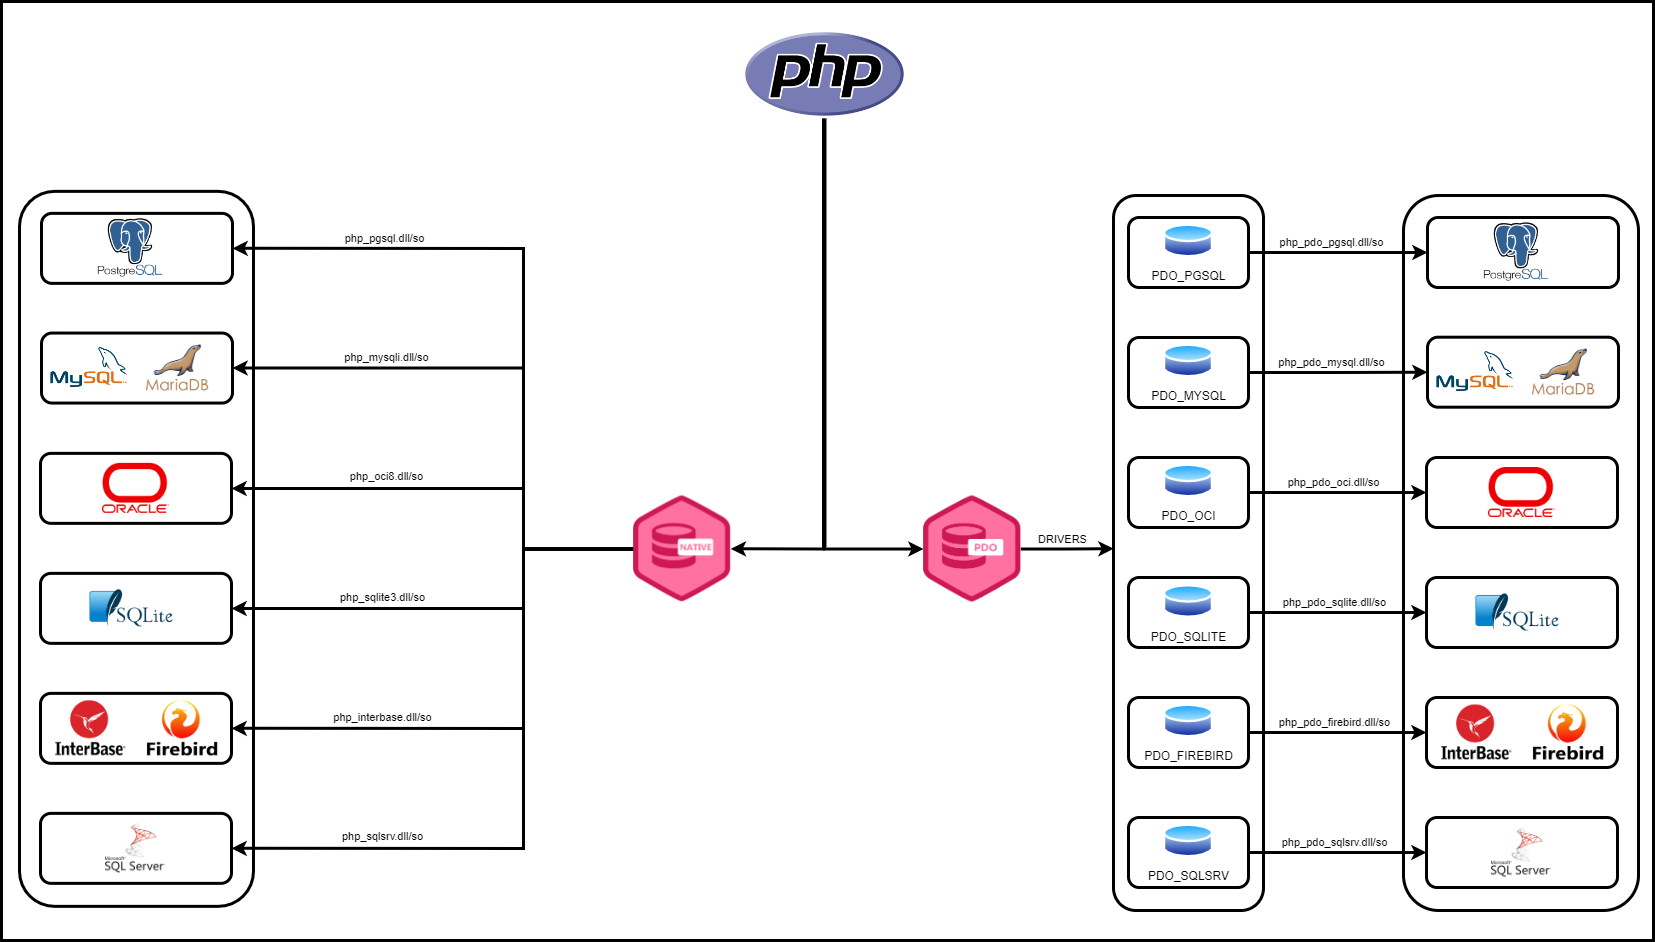 php
php_pgsql.dll/so
PostgreSQL
php_mysqli.dll/so
MySQL
MariaDB
php_oci8.dll/so
ORACLE
php_sqlite3.dll/so
SQLite
php_interbase.dll/so
InterBase
Firebird
php_sqlsrv.dll/so
Microsoft
SQL Server
NATIVE
PDO
DRIVERS
PDO_PGSQL
php_pdo_pgsql.dll/so
PostgreSQL
PDO_MYSQL
php_pdo_mysql.dll/so
MySQL
MariaDB
PDO_OCI
php_pdo_oci.dll/so
ORACLE
PDO_SQLITE
php_pdo_sqlite.dll/so
SQLite
PDO_FIREBIRD
php_pdo_firebird.dll/so
InterBase
Firebird
PDO_SQLSRV
php_pdo_sqlsrv.dll/so
Microsoft
SQL Server